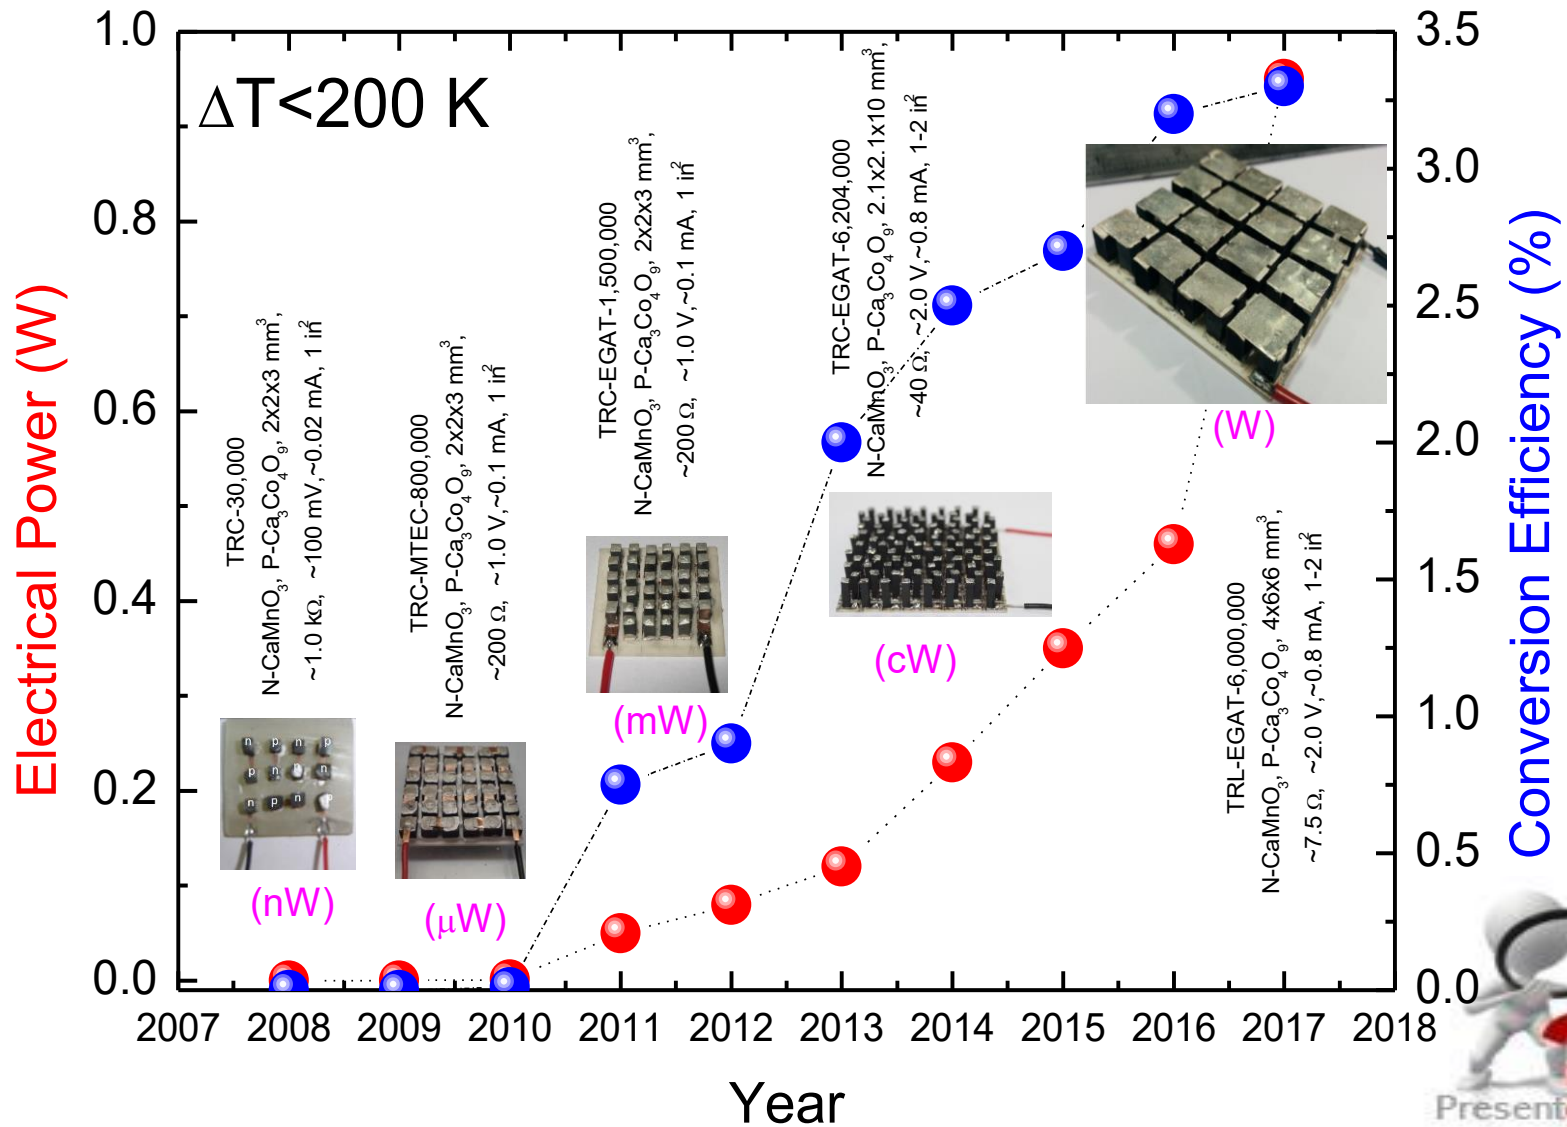 ΔT<200 K
Electrical Power (W)
1.0
0.8
0.6
0.4
0.2
0.0
Conversion Efficiency (%)
3.5
3.0
2.5
2.0
1.5
1.0
0.5
0.0
TRC-30,000
N-CaMnO₃, P-Ca₃Co₄O₉, 2x2x3 mm³,
~1.0 kΩ, ~100 mV,~0.02 mA, 1 in²
n p n p
p n p n
n p n p
(nW)
TRC-MTEC-800,000
N-CaMnO₃, P-Ca₃Co₄O₉, 2x2x3 mm³,
~200 Ω, ~1.0 V,~0.1 mA, 1 in²
(μW)
TRC-EGAT-1,500,000
N-CaMnO₃, P-Ca₃Co₄O₉, 2x2x3 mm³,
~200 Ω, ~1.0 V,~0.1 mA, 1 in²
(mW)
TRC-EGAT-6,204,000
N-CaMnO₃, P-Ca₃Co₄O₉, 2.1x2.1x10 mm³,
~40 Ω, ~2.0 V,~0.8 mA, 1-2 in²
(cW)
(W)
TRL-EGAT-6,000,000
N-CaMnO₃, P-Ca₃Co₄O₉, 4x6x6 mm³,
~7.5 Ω, ~2.0 V,~0.8 mA, 1-2 in²
2007 2008 2009 2010 2011 2012 2013 2014 2015 2016 2017 2018
Year